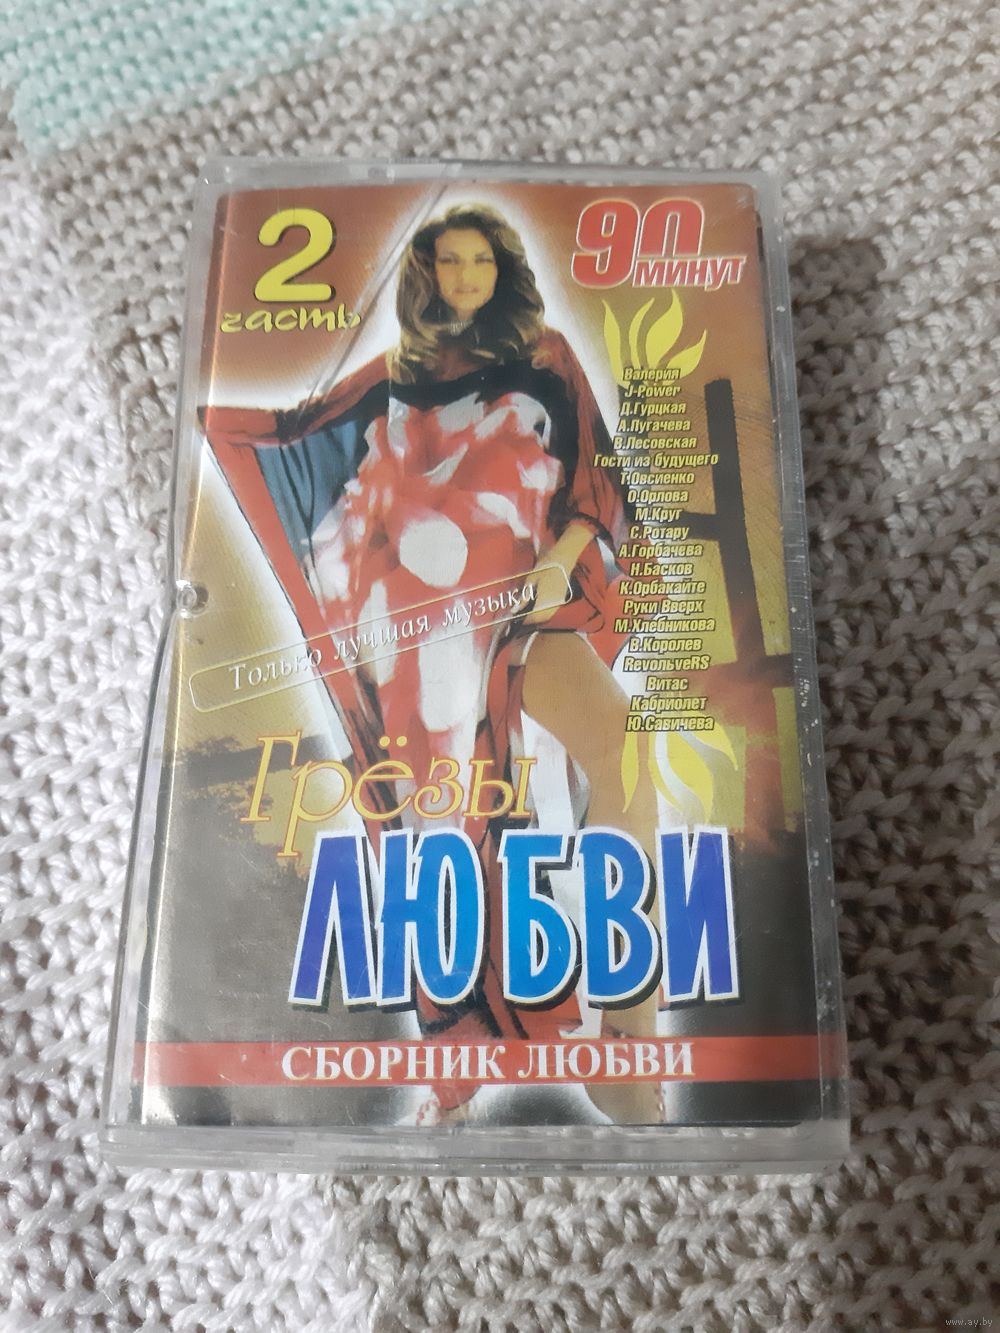 2
часть
90
МИНУТ
Валерия
J-Power
Д.Гурцкая
А.Пугачева
В.Лесовская
Гости из будущего
Т.Овсиенко
О.Орлова
М.Круг
С.Ротару
А.Горбачева
Н.Басков
К.Орбакайте
Руки Вверх
М.Хлебникова
В.Королев
RevoльveRS
Витас
Кабриолет
Ю.Савичева
Только лучшая музыка
Грёзы
ЛЮБВИ
СБОРНИК ЛЮБВИ
www.ay.by